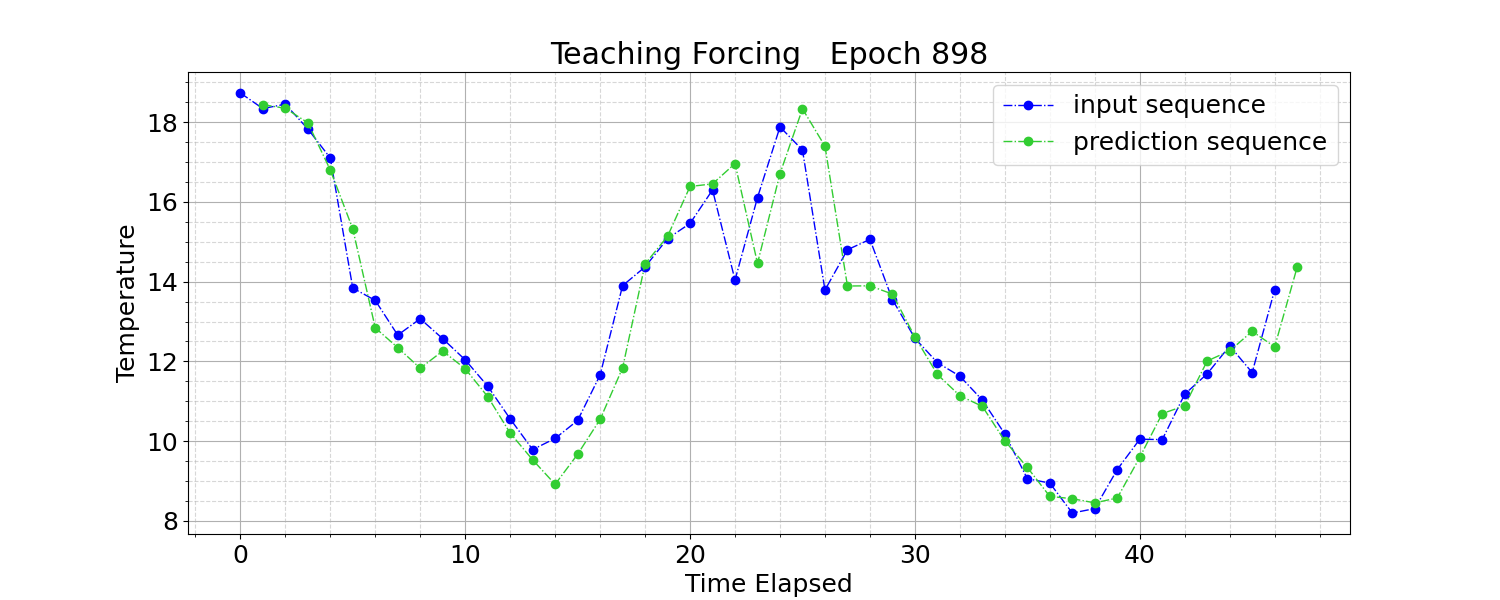 Teaching Forcing   Epoch 898
input sequence
prediction sequence
Temperature
18
16
14
12
10
8
0 10 20 30 40
Time Elapsed